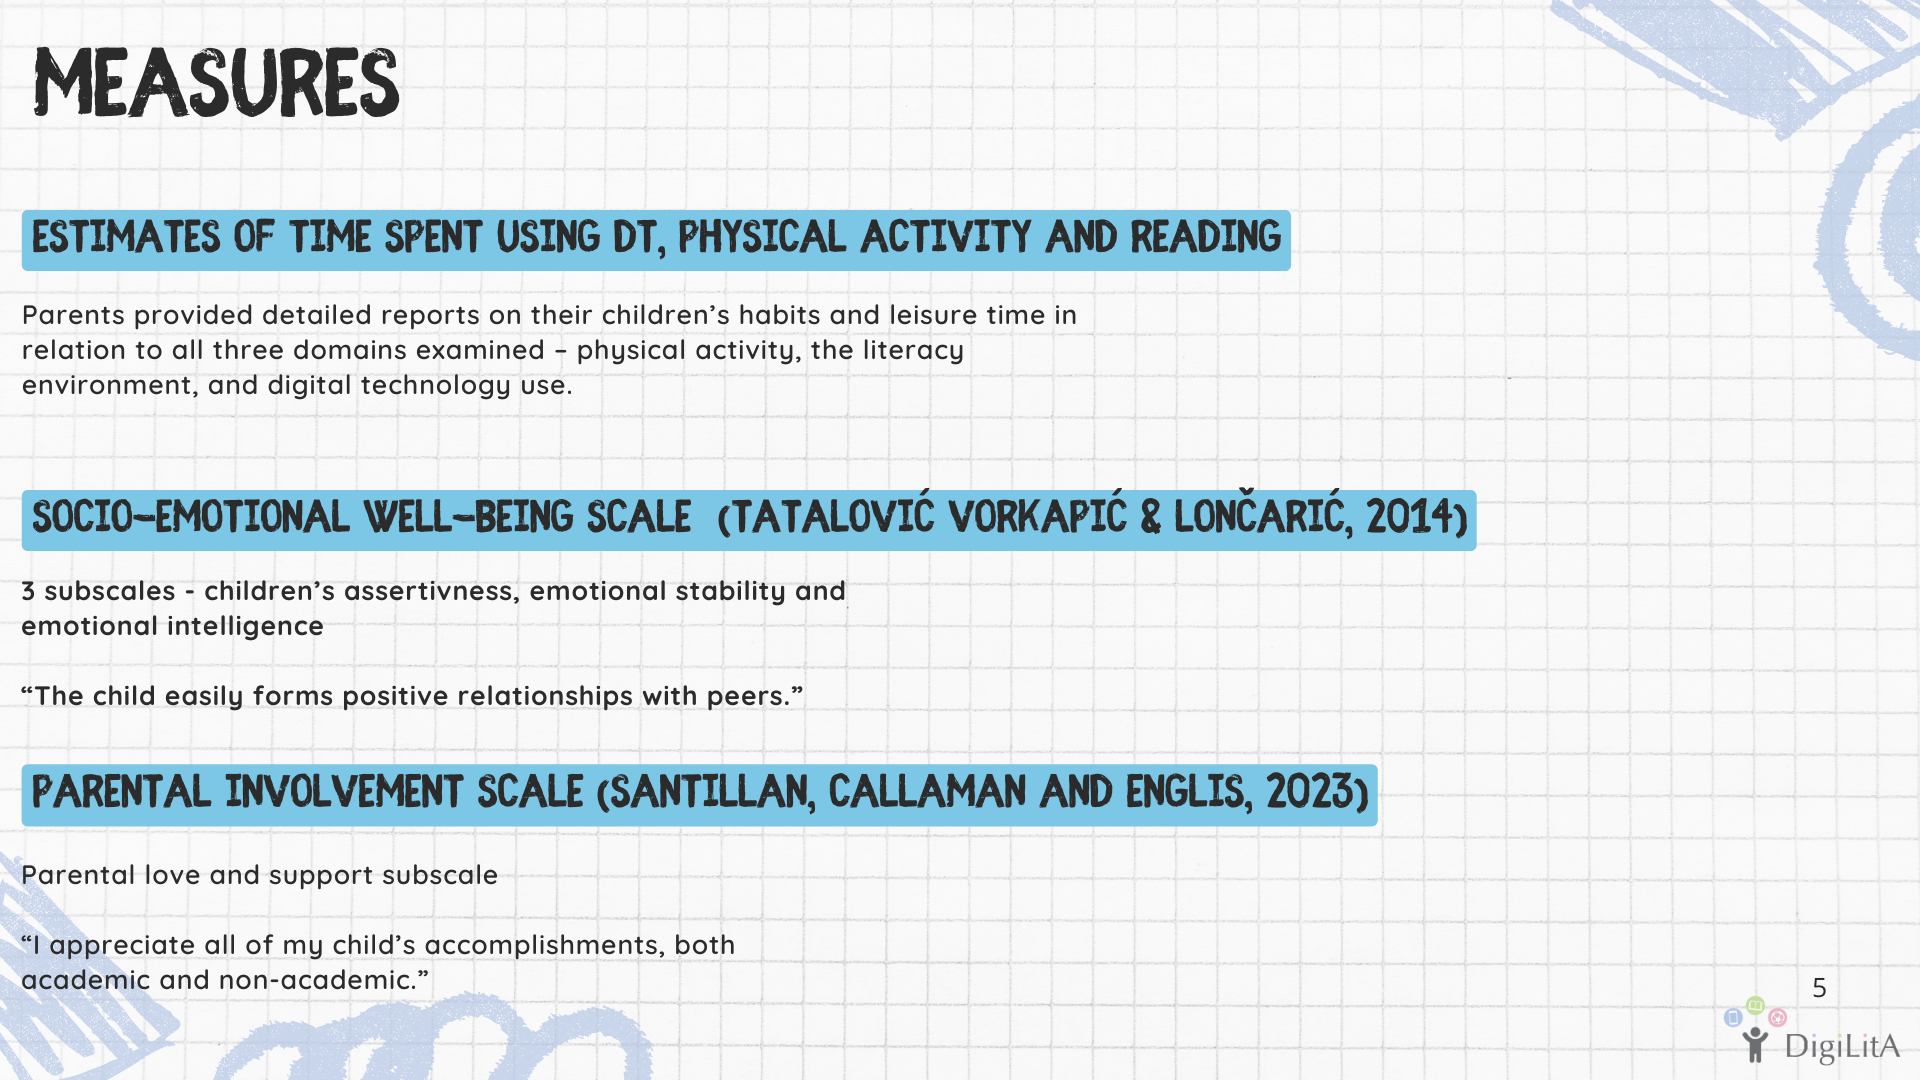 MEASURES
ESTIMATES OF TIME SPENT USING DT, PHYSICAL ACTIVITY AND READING
Parents provided detailed reports on their children’s habits and leisure time in
relation to all three domains examined – physical activity, the literacy
environment, and digital technology use.
SOCIO-EMOTIONAL WELL-BEING SCALE (TATALOVIĆ VORKAPIĆ & LONČARIĆ, 2014)
3 subscales - children’s assertivness, emotional stability and
emotional intelligence
“The child easily forms positive relationships with peers.”
PARENTAL INVOLVEMENT SCALE (SANTILLAN, CALLAMAN AND ENGLIS, 2023)
Parental love and support subscale
“I appreciate all of my child’s accomplishments, both
academic and non-academic.”
5
DigiLitA